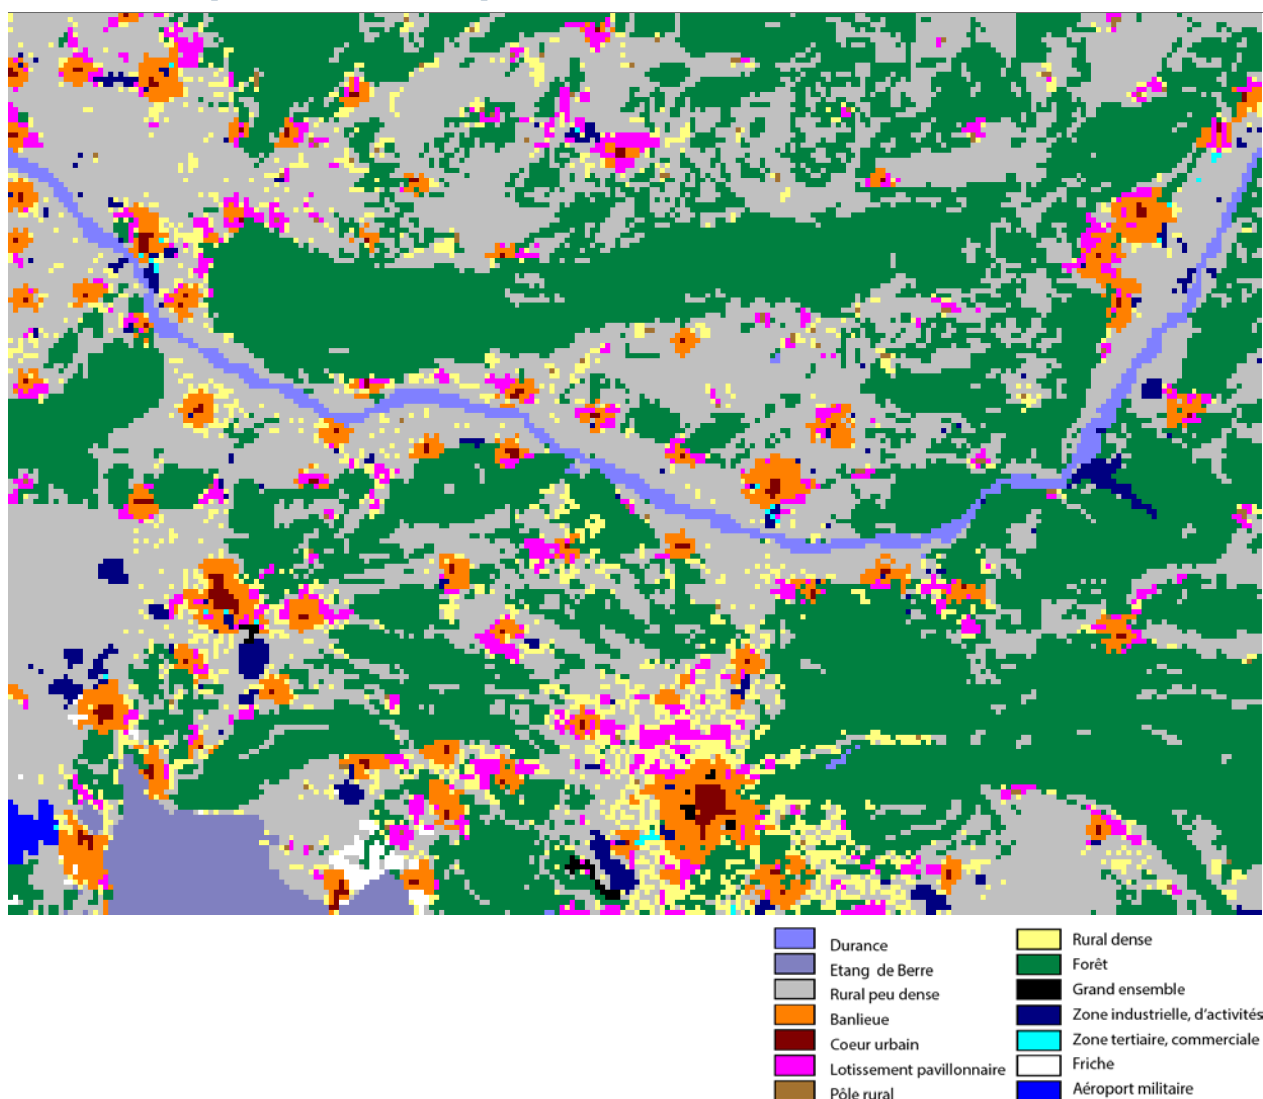 Durance
Etang de Berre
Rural peu dense
Banlieue
Coeur urbain
Lotissement pavillonnaire
Pôle rural
Rural dense
Forêt
Grand ensemble
Zone industrielle, d'activités
Zone tertiaire, commerciale
Friche
Aéroport militaire